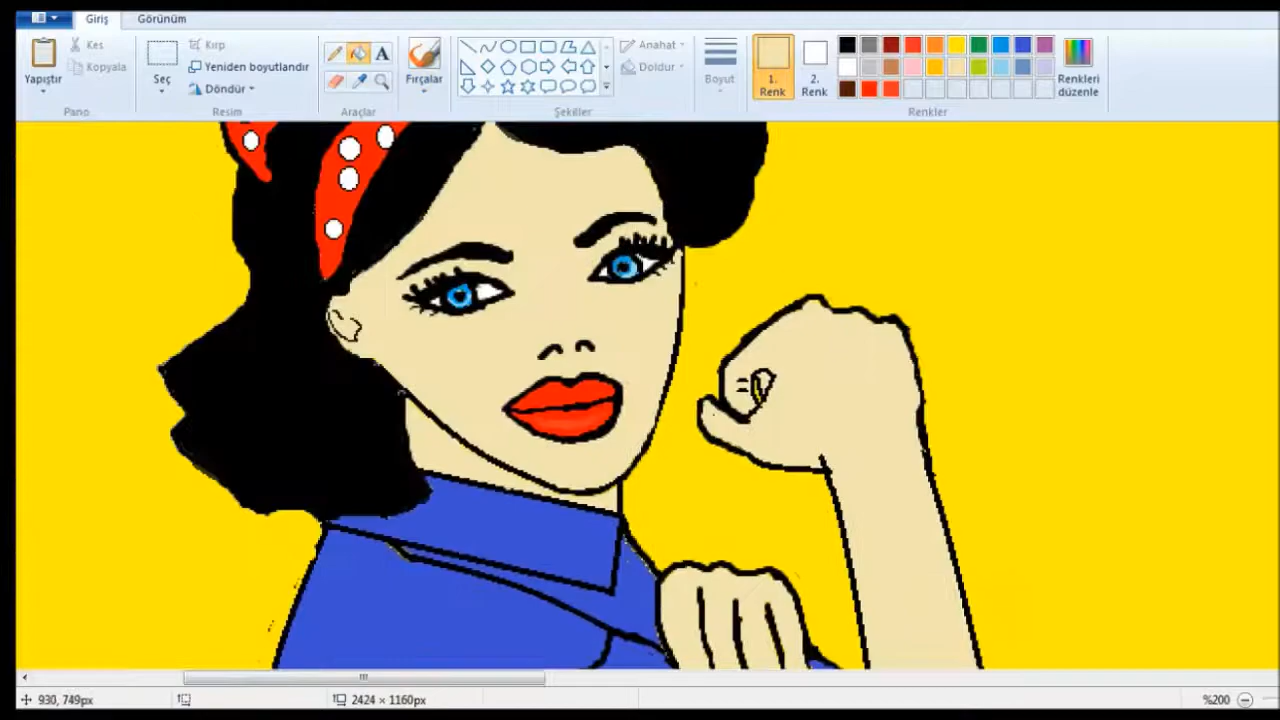 Giriş Görünüm
Yapıştır
Kes
Kopyala
Pano
Seç
Kırp
Yeniden boyutlandır
Döndür
Resim
A
Araçlar
Fırçalar
Anahat
Doldur
Şekiller
Boyut
1.
Renk
2.
Renk
Renkleri
düzenle
Renkler
930, 749px 2424 × 1160px %200